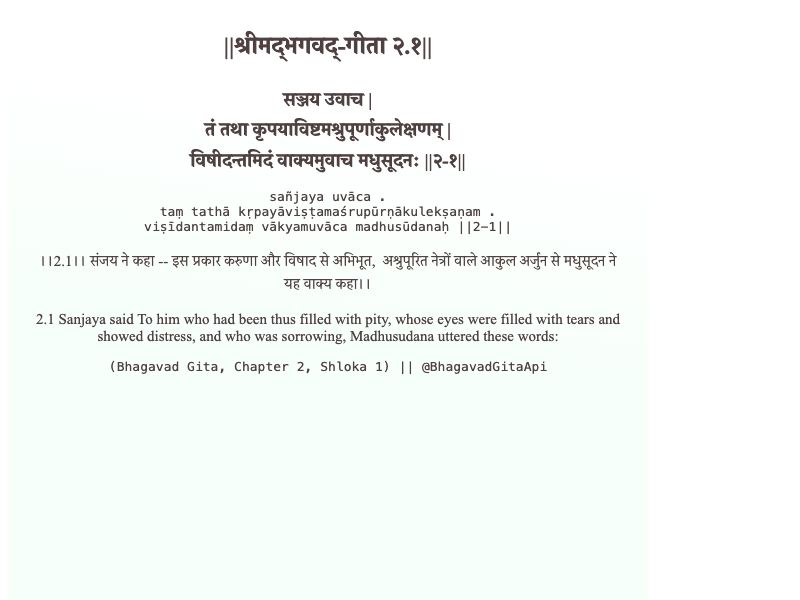 ||श्रीमद्‍भगवद्‍-गीता २.१||
सञ्जय उवाच |
तं तथा कृपयाविष्टमश्रुपूर्णाकुलेक्षणम् |
विषीदन्तमिदं वाक्यमुवाच मधुसूदनः ||२-१||
sañjaya uvāca .
taṃ tathā kṛpayāviṣṭamaśrupūrṇākulekṣaṇam .
viṣīdantamidaṃ vākyamuvāca madhusūdanaḥ ||2-1||
।।2.1।। संजय ने कहा -- इस प्रकार करुणा और विषाद से अभिभूत, अश्रुपूरित नेत्रों वाले आकुल अर्जुन से मधुसूदन ने
यह वाक्य कहा।।
2.1 Sanjaya said To him who had been thus filled with pity, whose eyes were filled with tears and
showed distress, and who was sorrowing, Madhusudana uttered these words:
(Bhagavad Gita, Chapter 2, Shloka 1) || @BhagavadGitaApi